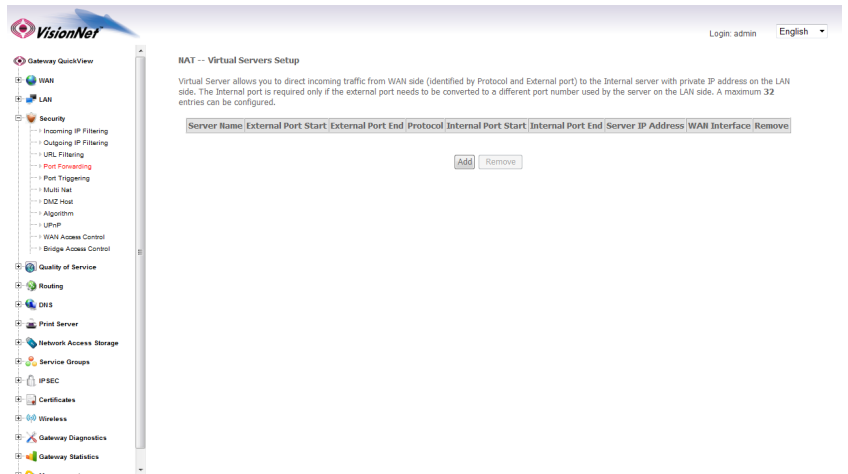 VisionNet
Login: admin
English
Gateway QuickView
WAN
LAN
Security
Incoming IP Filtering
Outgoing IP Filtering
URL Filtering
Port Forwarding
Port Triggering
Multi Nat
DMZ Host
Algorithm
UPnP
WAN Access Control
Bridge Access Control
Quality of Service
Routing
DNS
Print Server
Network Access Storage
Service Groups
IPSEC
Certificates
Wireless
Gateway Diagnostics
Gateway Statistics
NAT -- Virtual Servers Setup
Virtual Server allows you to direct incoming traffic from WAN side (identified by Protocol and External port) to the Internal server with private IP address on the LAN
side. The Internal port is required only if the external port needs to be converted to a different port number used by the server on the LAN side. A maximum 32
entries can be configured.
Server Name External Port Start External Port End Protocol Internal Port Start Internal Port End Server IP Address WAN Interface Remove
Add Remove